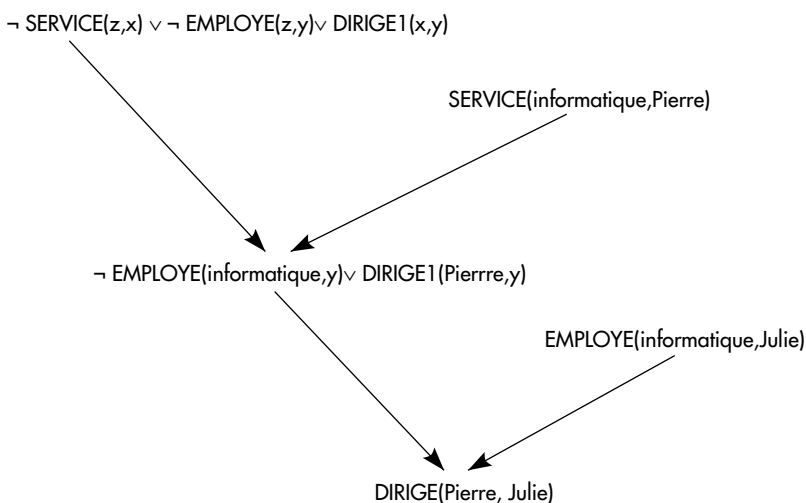 ¬ SERVICE(z,x) ∨ ¬ EMPLOYE(z,y)∨ DIRIGE1(x,y)
SERVICE(informatique,Pierre)
¬ EMPLOYE(informatique,y)∨ DIRIGE1(Pierrre,y)
EMPLOYE(informatique,Julie)
DIRIGE(Pierre, Julie)